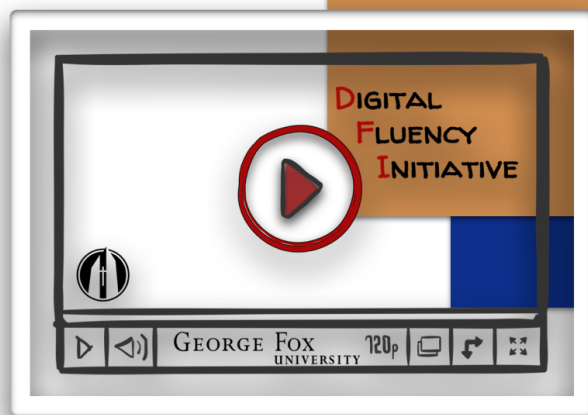 DIGITAL
FLUENCY
INITIATIVE
GEORGE FOX
UNIVERSITY
720p